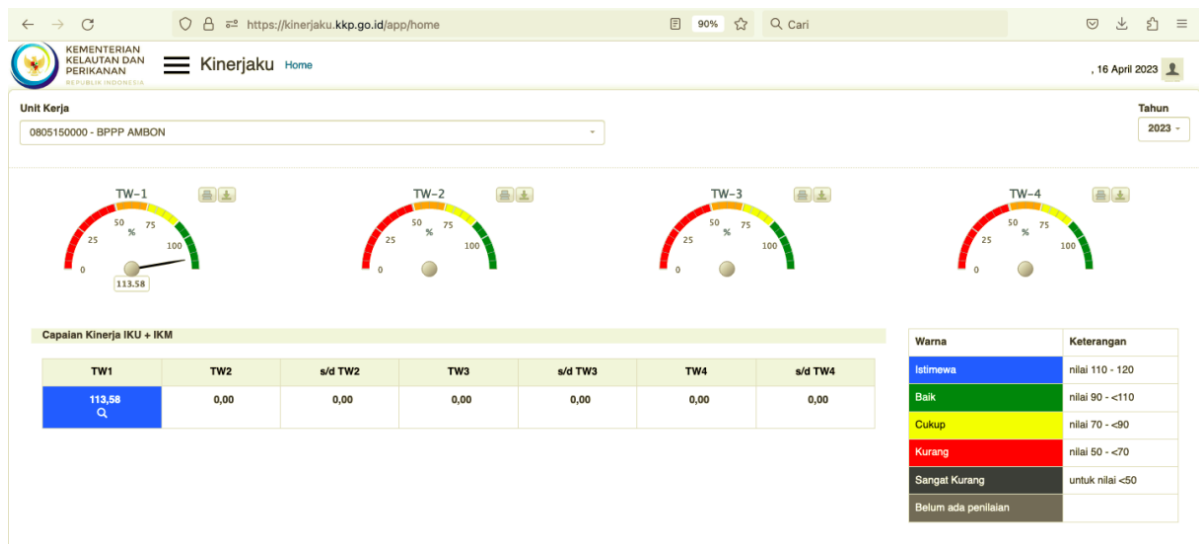 https://kinerjaku.kkp.go.id/app/home
90%
Cari
KEMENTERIAN
KELAUTAN DAN
PERIKANAN
REPUBLIK INDONESIA
Kinerjaku Home
, 16 April 2023
Unit Kerja
Tahun
0805150000 - BPPP AMBON
2023
TW-1
0 25 50 75 100
%
113.58
TW-2
0 25 50 75 100
%
TW-3
0 25 50 75 100
%
TW-4
0 25 50 75 100
%
Capaian Kinerja IKU + IKM
TW1 TW2 s/d TW2 TW3 s/d TW3 TW4 s/d TW4
113,58 0,00 0,00 0,00 0,00 0,00 0,00
Warna Keterangan
Istimewa nilai 110 - 120
Baik nilai 90 - <110
Cukup nilai 70 - <90
Kurang nilai 50 - <70
Sangat Kurang untuk nilai <50
Belum ada penilaian